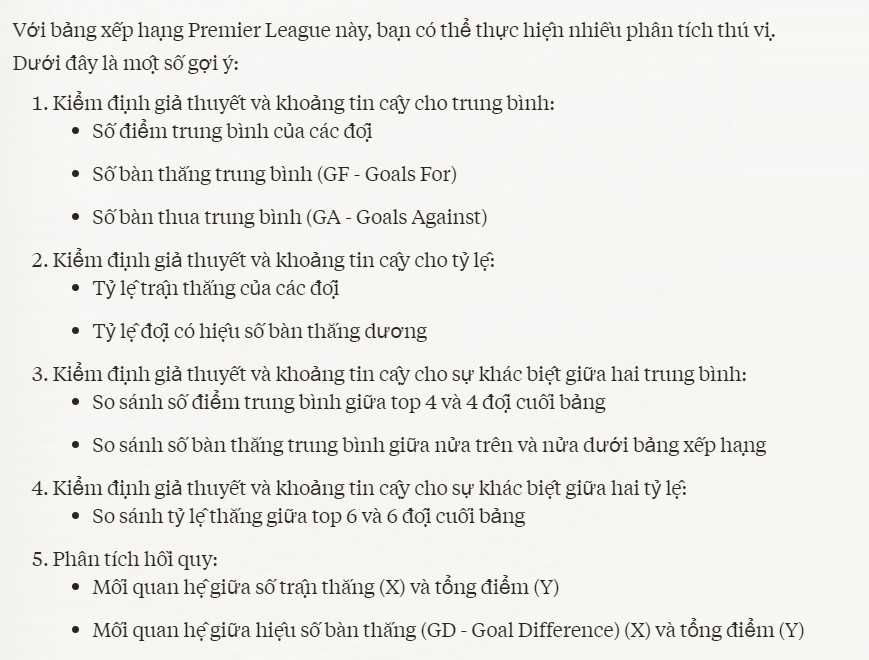 Với bảng xếp hạng Premier League này, bạn có thể thực hiện nhiều phân tích thú vị.
Dưới đây là một số gợi ý:
1. Kiểm định giả thuyết và khoảng tin cậy cho trung bình:
• Số điểm trung bình của các đội
• Số bàn thắng trung bình (GF - Goals For)
• Số bàn thua trung bình (GA - Goals Against)
2. Kiểm định giả thuyết và khoảng tin cậy cho tỷ lệ:
• Tỷ lệ trận thắng của các đội
• Tỷ lệ đội có hiệu số bàn thắng dương
3. Kiểm định giả thuyết và khoảng tin cậy cho sự khác biệt giữa hai trung bình:
• So sánh số điểm trung bình giữa top 4 và 4 đội cuối bảng
• So sánh số bàn thắng trung bình giữa nửa trên và nửa dưới bảng xếp hạng
4. Kiểm định giả thuyết và khoảng tin cậy cho sự khác biệt giữa hai tỷ lệ:
• So sánh tỷ lệ thắng giữa top 6 và 6 đội cuối bảng
5. Phân tích hồi quy:
• Mối quan hệ giữa số trận thắng (X) và tổng điểm (Y)
• Mối quan hệ giữa hiệu số bàn thắng (GD - Goal Difference) (X) và tổng điểm (Y)